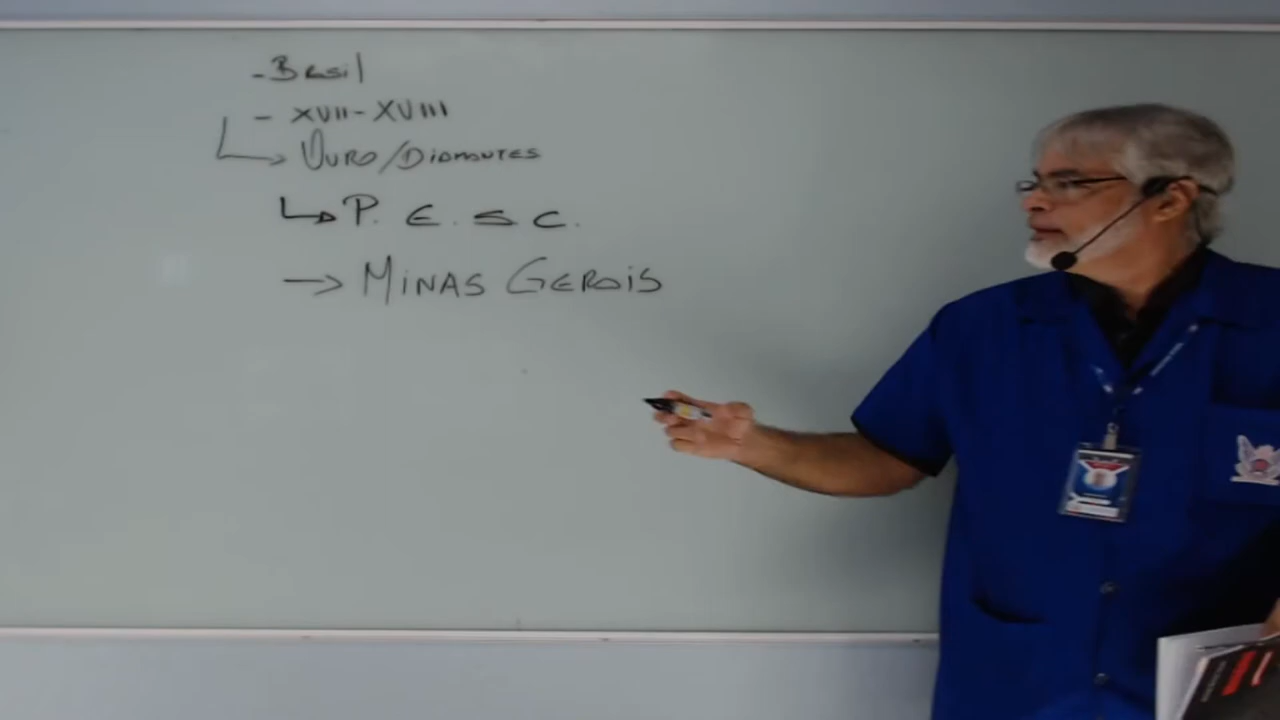 - Brasil
- XVII - XVIII
→ OURO/DiAMANTES
→ P. E. S C.
→ MiNAS GERAiS